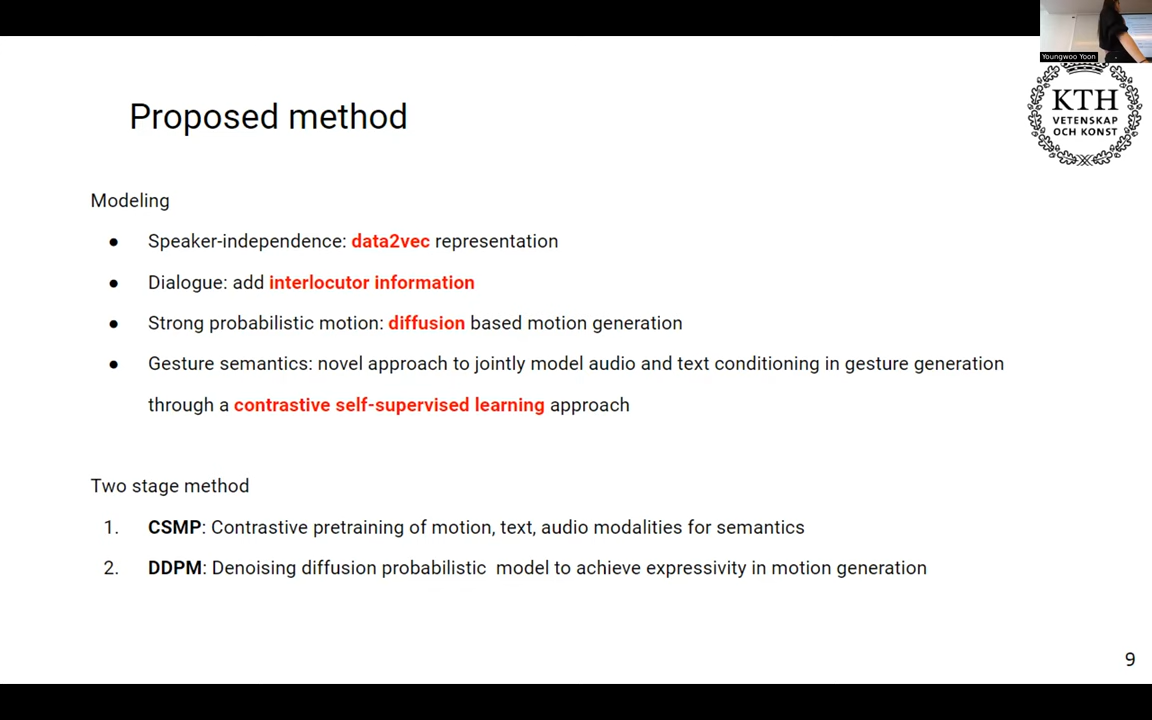 Youngwoo Yoon
KTH
VETENSKAP
OCH KONST
Proposed method
Modeling
● Speaker-independence: data2vec representation
● Dialogue: add interlocutor information
● Strong probabilistic motion: diffusion based motion generation
● Gesture semantics: novel approach to jointly model audio and text conditioning in gesture generation
through a contrastive self-supervised learning approach
Two stage method
1. CSMP: Contrastive pretraining of motion, text, audio modalities for semantics
2. DDPM: Denoising diffusion probabilistic model to achieve expressivity in motion generation
9